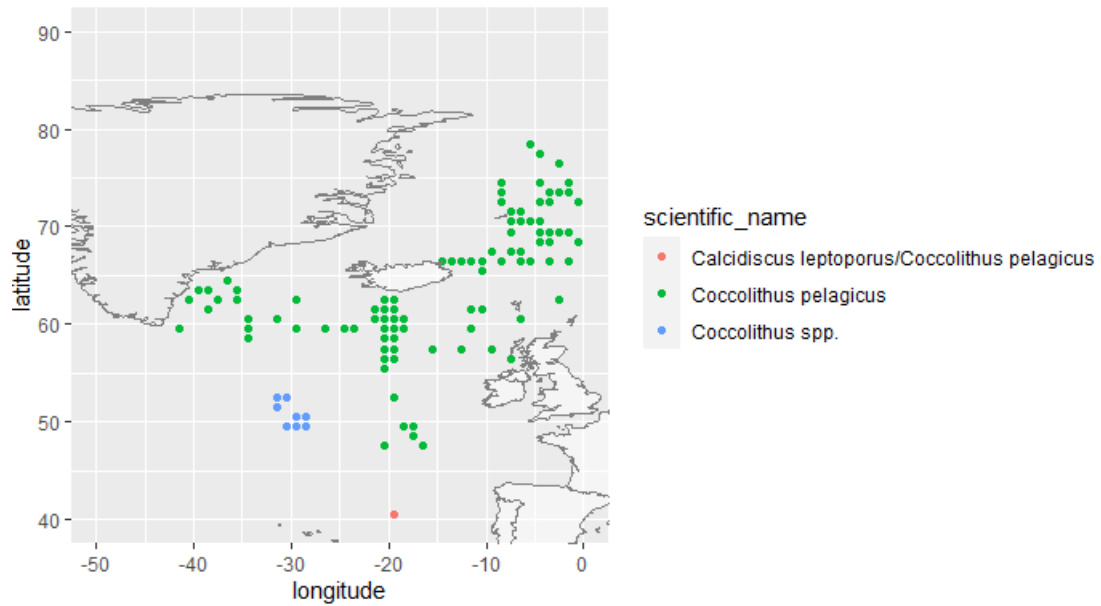 90
80
70
60
50
40
latitude
-50
-40
-30
-20
-10
0
longitude
scientific_name
Calcidiscus leptoporus/Coccolithus pelagicus
Coccolithus pelagicus
Coccolithus spp.